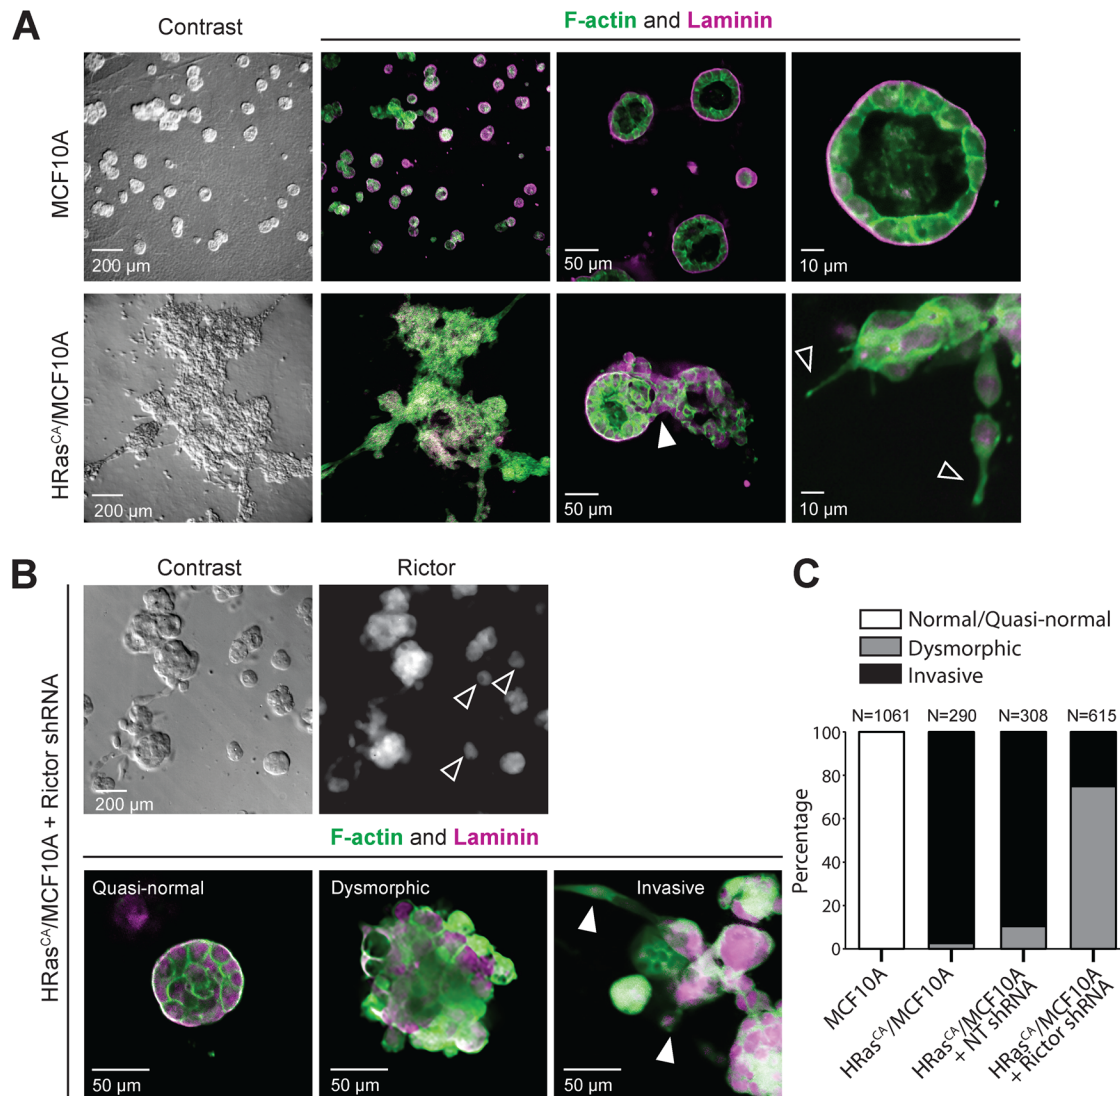 A
Contrast
F-actin and Laminin
MCF10A
200 µm
50 µm
10 µm
HRasCA/MCF10A
200 µm
50 µm
10 µm
B
Contrast
Rictor
HRasCA/MCF10A + Rictor shRNA
200 µm
F-actin and Laminin
Quasi-normal
Dysmorphic
Invasive
50 µm
50 µm
50 µm
C
Normal/Quasi-normal
Dysmorphic
Invasive
N=1061 N=290 N=308 N=615
Percentage
100
80
60
40
20
0
MCF10A
HRasCA/MCF10A
HRasCA/MCF10A
+ NT shRNA
HRasCA/MCF10A
+ Rictor shRNA